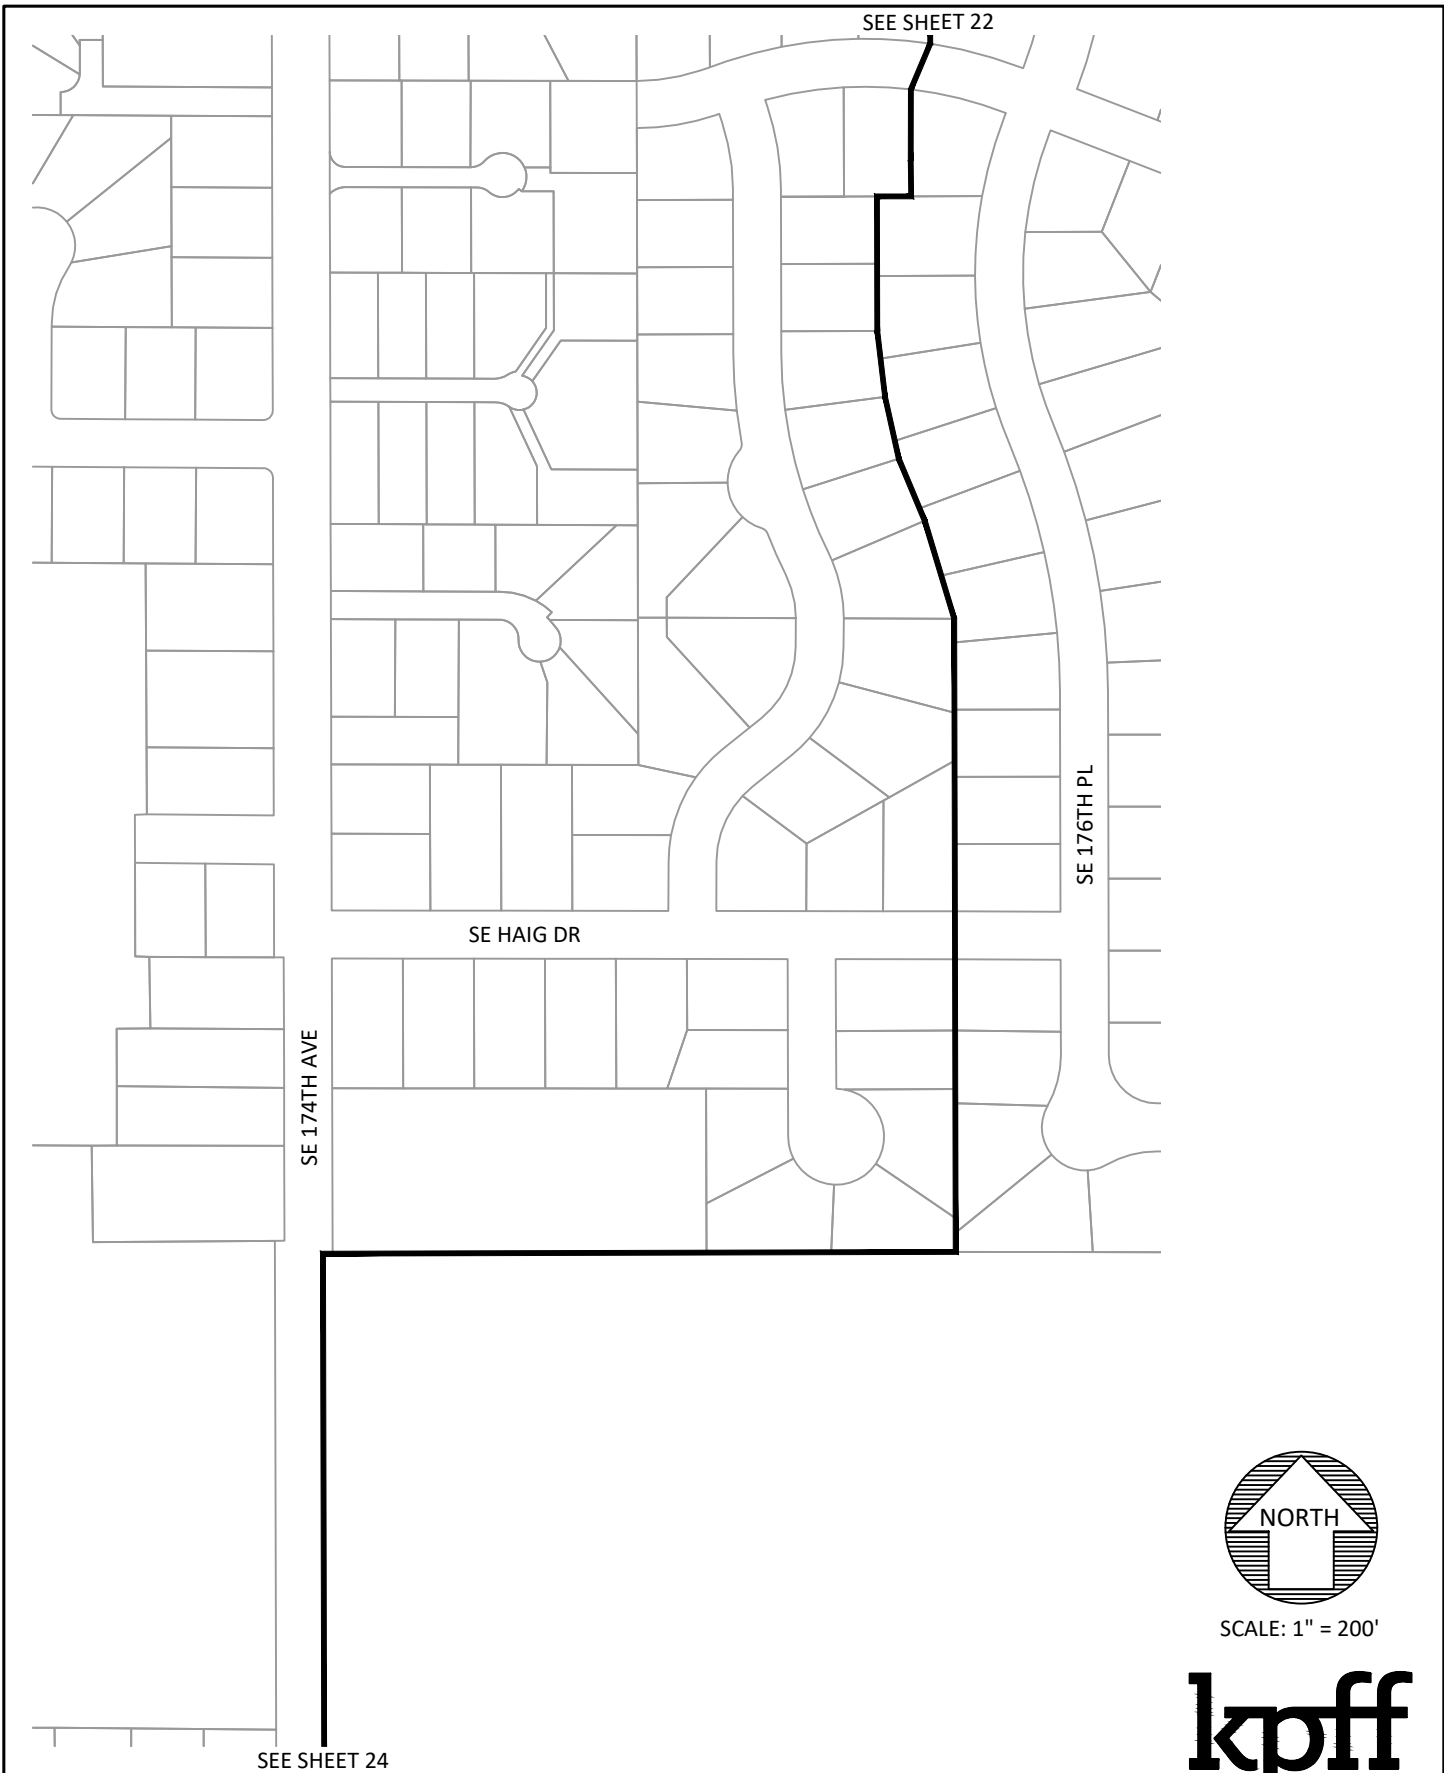 SEE SHEET 22
SE 176TH PL
SE HAIG DR
SE 174TH AVE
NORTH
SCALE: 1" = 200'
kpff
SEE SHEET 24